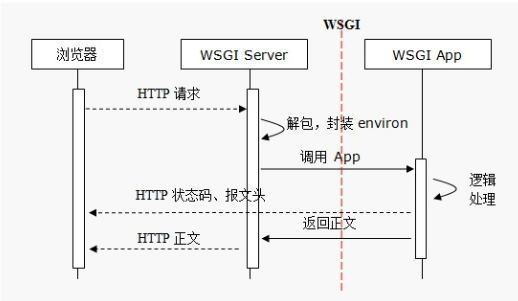 WSGI
浏览器
WSGI Server
WSGI App
HTTP 请求
解包，封装 environ
调用 App
逻辑
处理
HTTP 状态码、报文头
返回正文
HTTP 正文